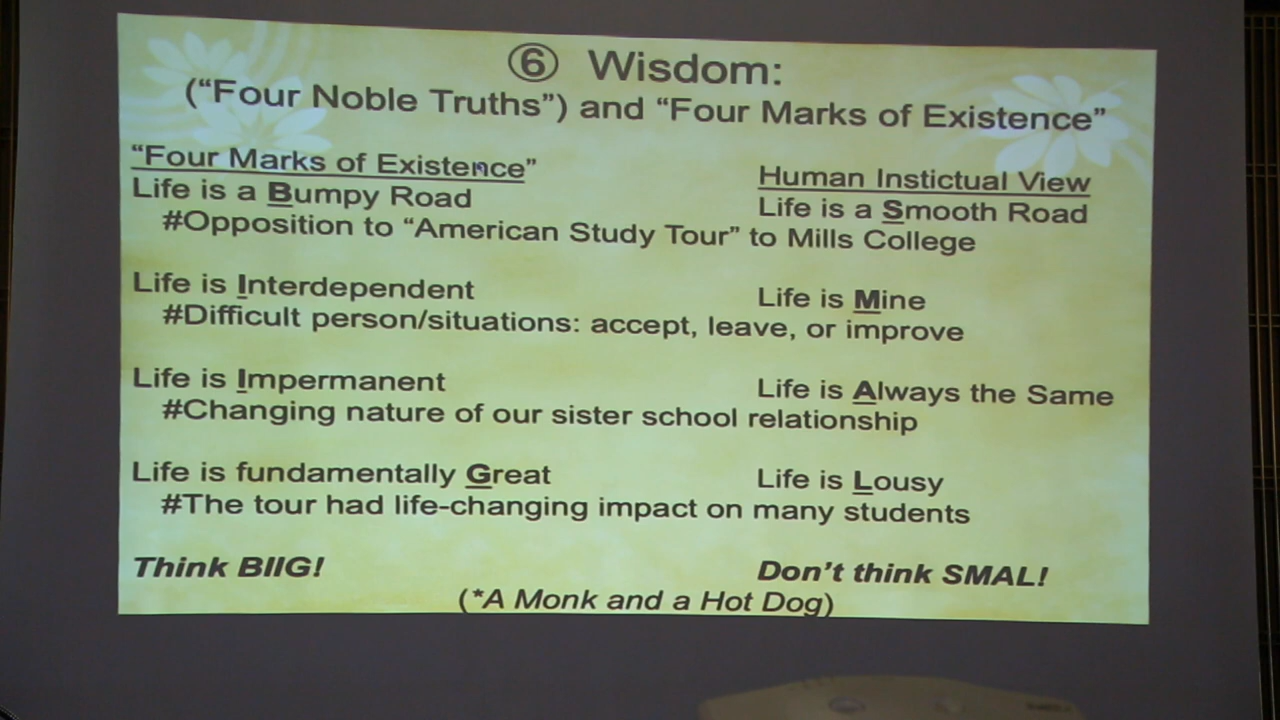 ⑥ Wisdom:
("Four Noble Truths") and "Four Marks of Existence"
"Four Marks of Existence"
Human Instictual View
Life is a Bumpy Road
Life is a Smooth Road
#Opposition to "American Study Tour" to Mills College
Life is Interdependent
Life is Mine
#Difficult person/situations: accept, leave, or improve
Life is Impermanent
Life is Always the Same
#Changing nature of our sister school relationship
Life is fundamentally Great
Life is Lousy
#The tour had life-changing impact on many students
Think BIIG!
Don't think SMAL!
(*A Monk and a Hot Dog)